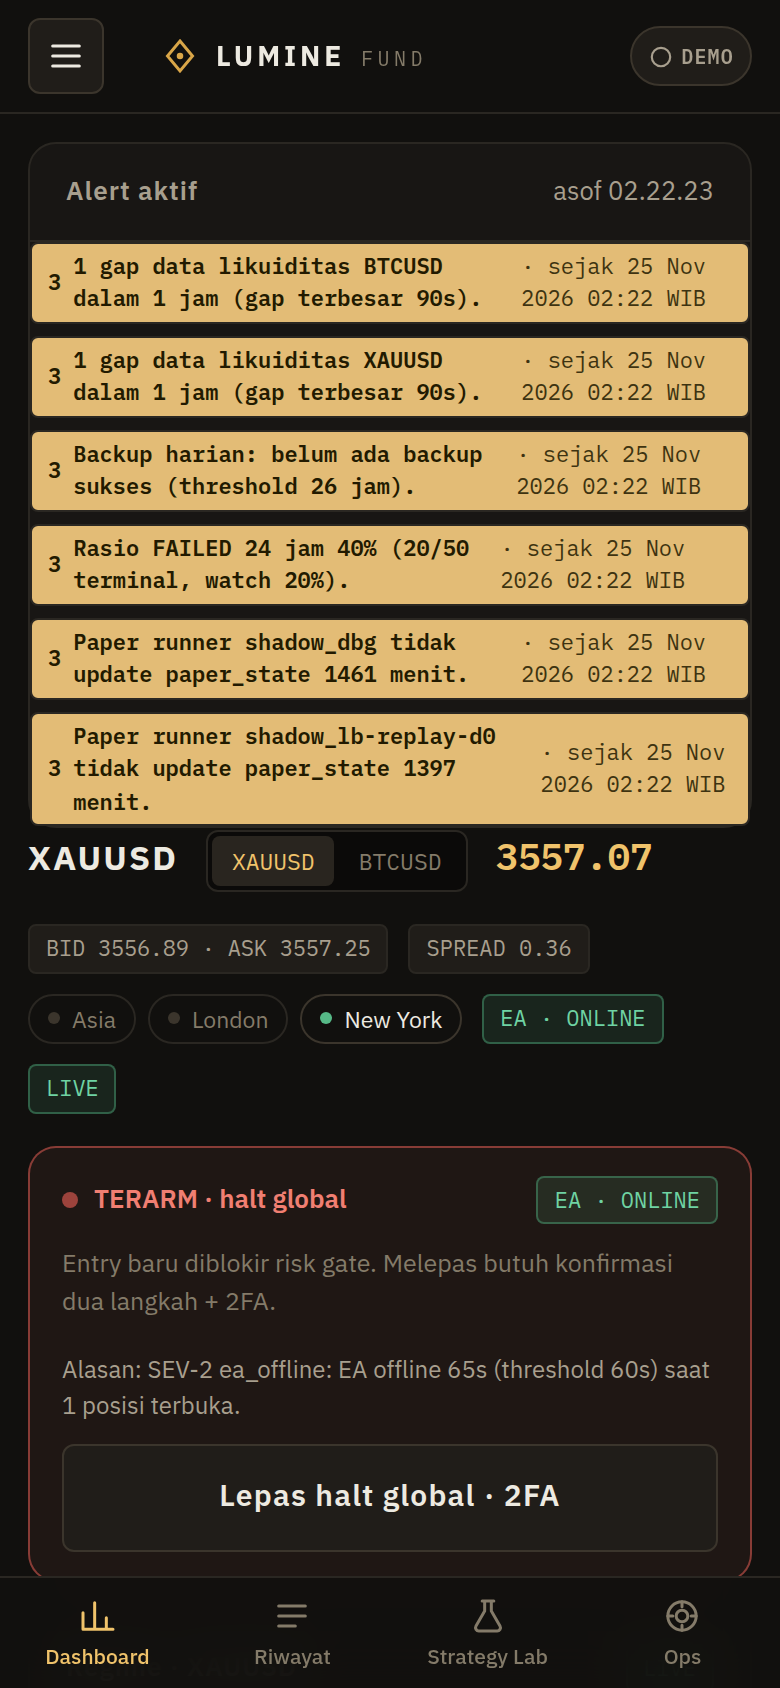 LUMINE FUND
DEMO
Alert aktif
asof 02.22.23
3
1 gap data likuiditas BTCUSD
dalam 1 jam (gap terbesar 90s).
· sejak 25 Nov
2026 02:22 WIB
3
1 gap data likuiditas XAUUSD
dalam 1 jam (gap terbesar 90s).
· sejak 25 Nov
2026 02:22 WIB
3
Backup harian: belum ada backup
sukses (threshold 26 jam).
· sejak 25 Nov
2026 02:22 WIB
3
Rasio FAILED 24 jam 40% (20/50
terminal, watch 20%).
· sejak 25 Nov
2026 02:22 WIB
3
Paper runner shadow_dbg tidak
update paper_state 1461 menit.
· sejak 25 Nov
2026 02:22 WIB
3
Paper runner shadow_lb-replay-d0
tidak update paper_state 1397
menit.
· sejak 25 Nov
2026 02:22 WIB
XAUUSD
XAUUSD
BTCUSD
3557.07
BID 3556.89 · ASK 3557.25
SPREAD 0.36
Asia
London
New York
EA · ONLINE
LIVE
TERARM · halt global
EA · ONLINE
Entry baru diblokir risk gate. Melepas butuh konfirmasi
dua langkah + 2FA.
Alasan: SEV-2 ea_offline: EA offline 65s (threshold 60s) saat
1 posisi terbuka.
Lepas halt global · 2FA
Dashboard
Riwayat
Strategy Lab
Ops